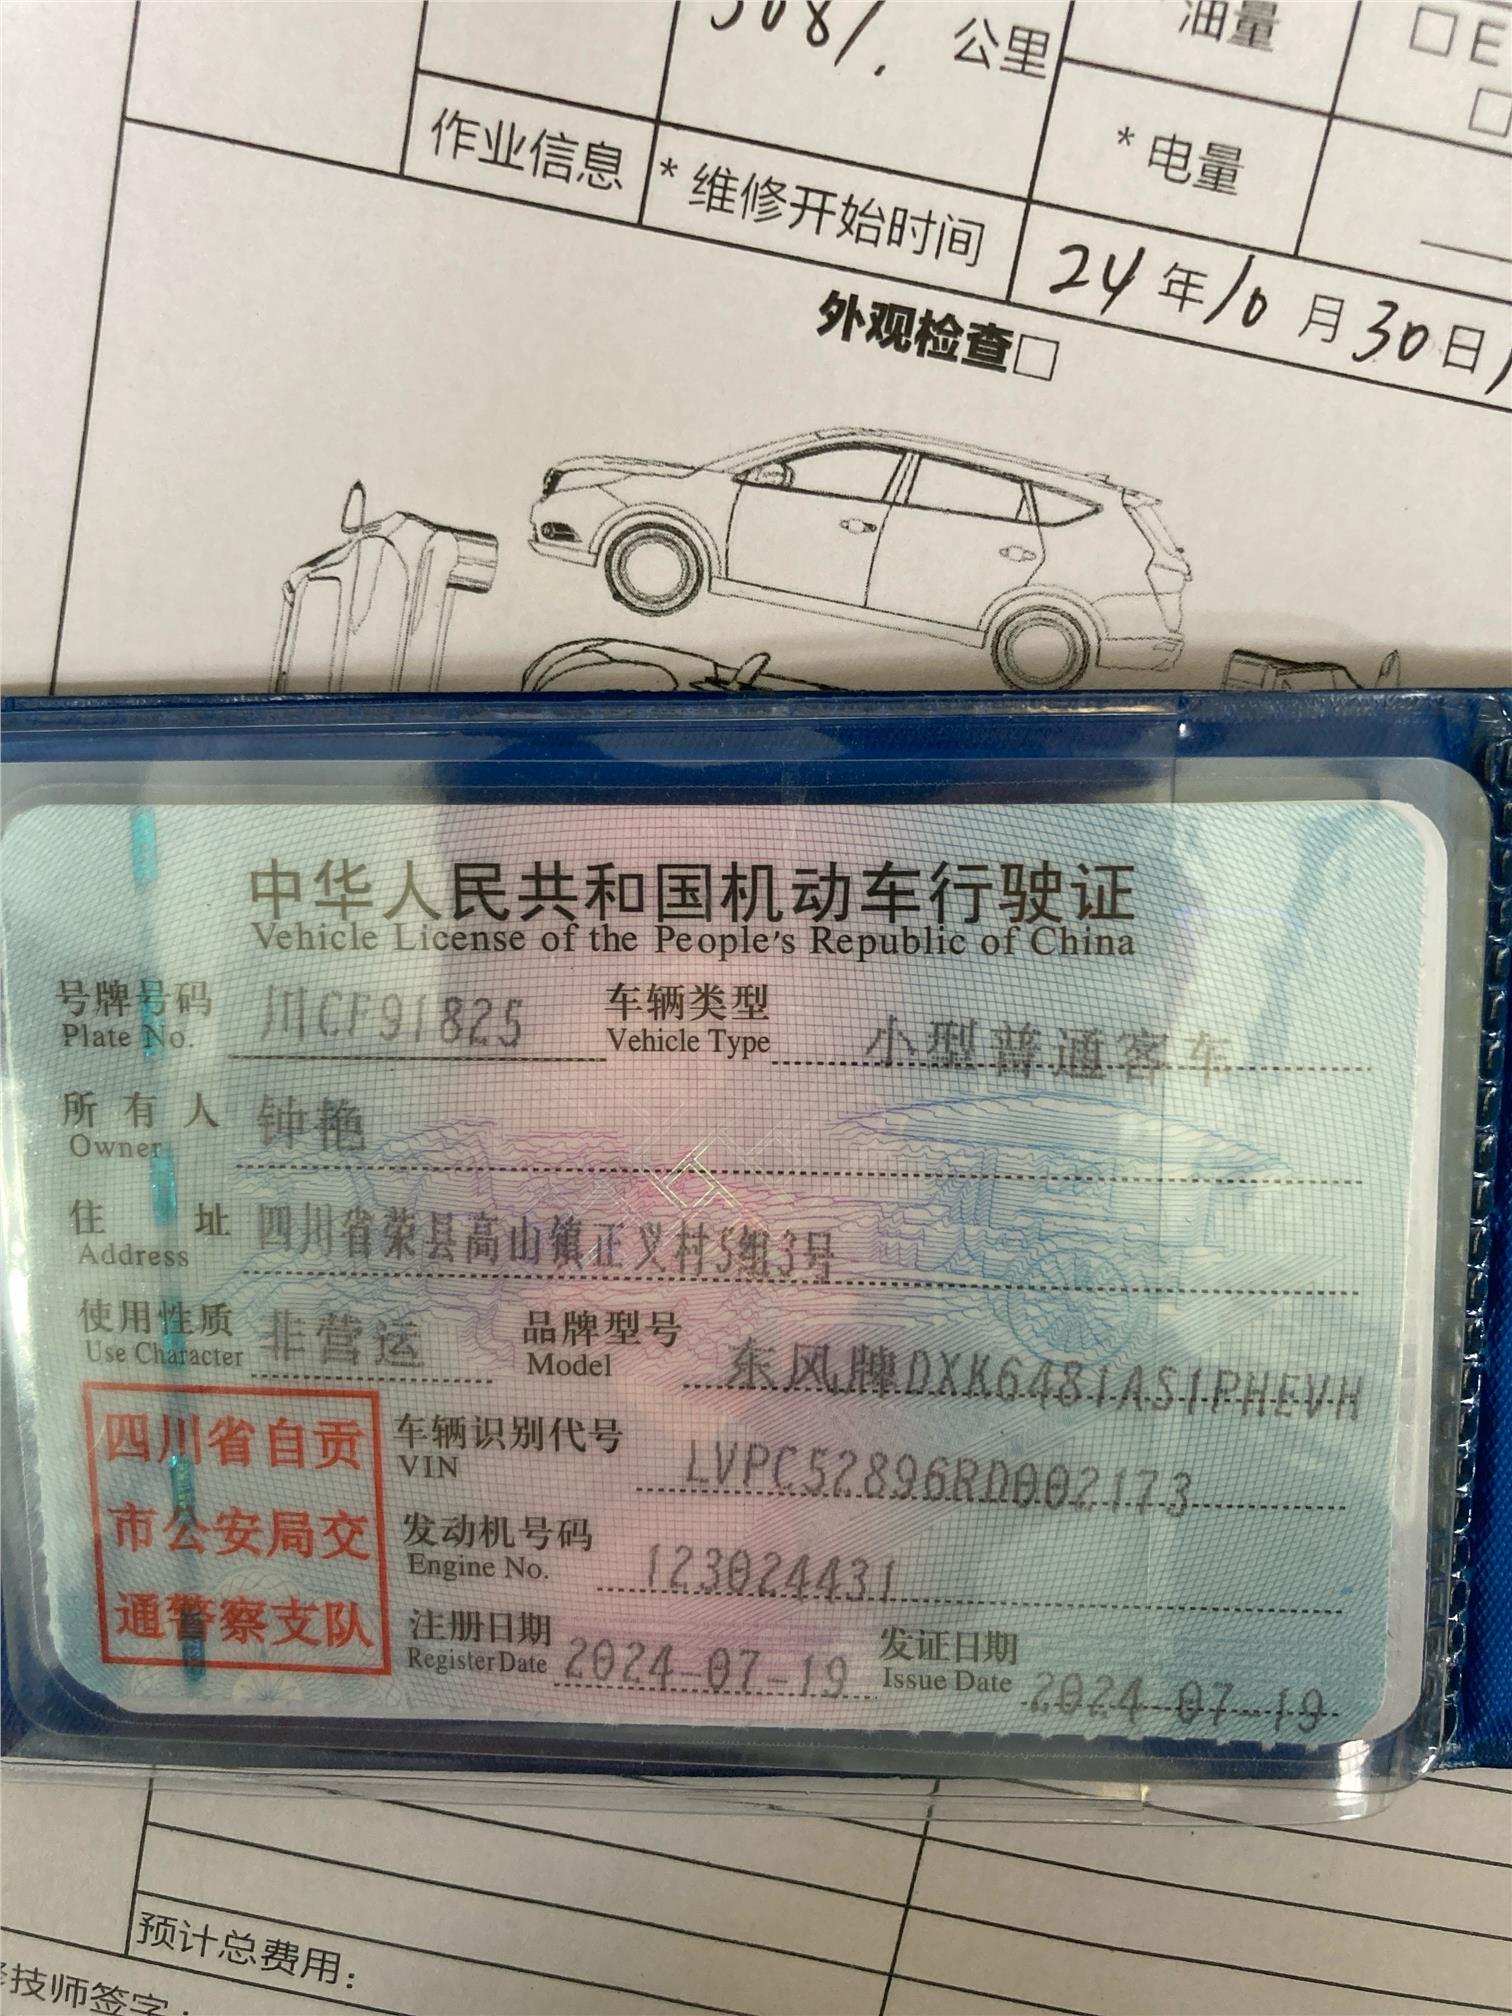 公里
油量
□ E
作业信息
* 维修开始时间
* 电量
24 年 10 月 30 日
外观检查□
中华人民共和国机动车行驶证
Vehicle License of the People's Republic of China
号牌号码 川CF91825 车辆类型 小型普通客车
Plate No. Vehicle Type
所有人 钟艳
Owner
住址 四川省荣县高山镇正义村5组3号
Address
使用性质 非营运 品牌型号 东风牌DXK6481AS1PHEVH
Use Character Model
四川省自贡
市公安局交
通警察支队
车辆识别代号 LVPC52896RD002173
VIN
发动机号码 123024431
Engine No.
注册日期 2024-07-19 发证日期 2024-07-19
Register Date Issue Date
预计总费用：
技师签字：